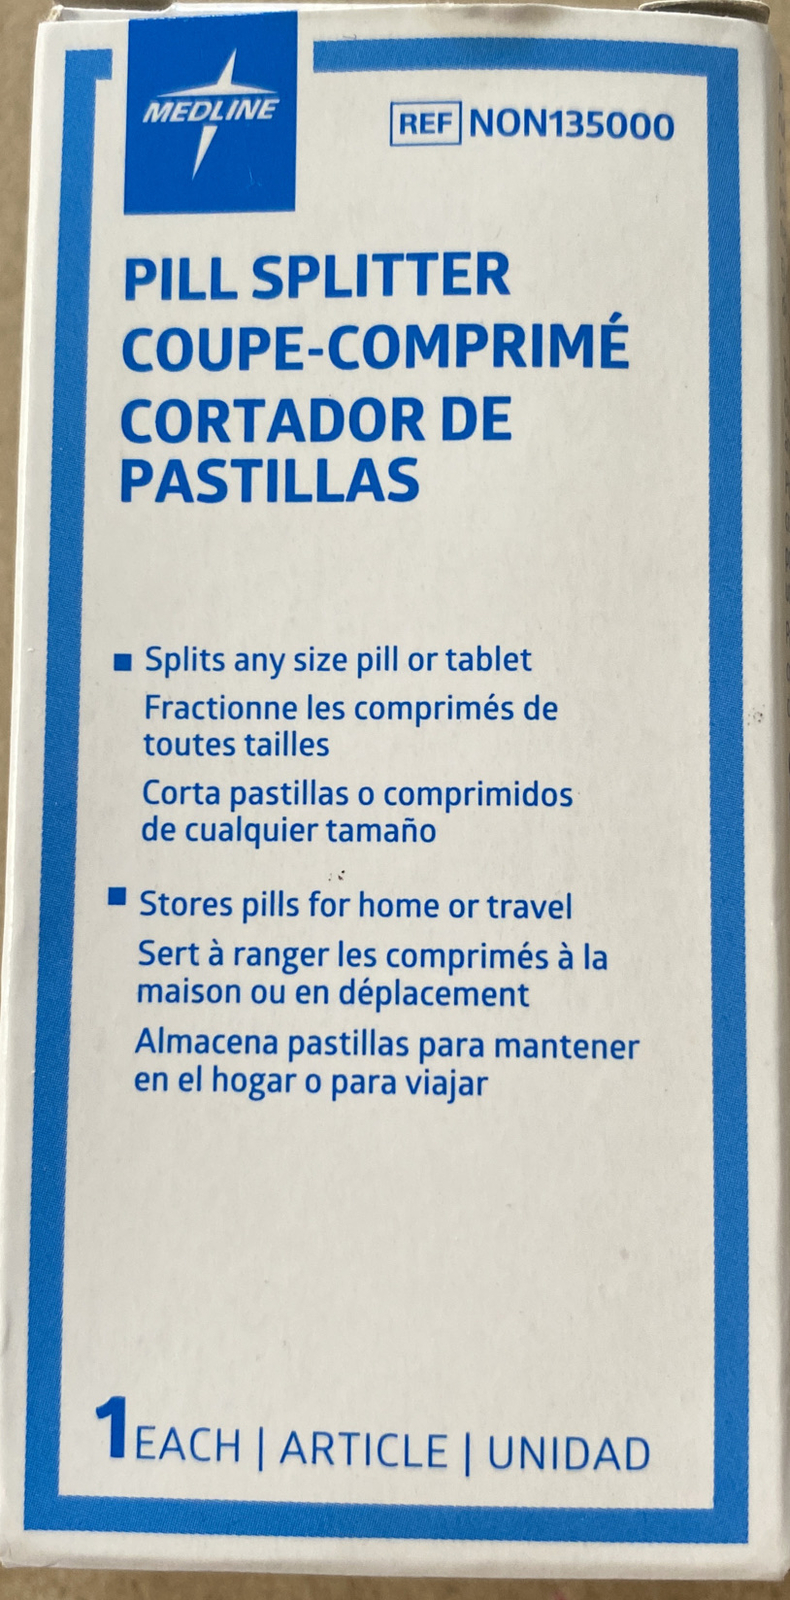 MEDLINE
REF NON135000
PILL SPLITTER
COUPE-COMPRIMÉ
CORTADOR DE
PASTILLAS
■ Splits any size pill or tablet
Fractionne les comprimés de
toutes tailles
Corta pastillas o comprimidos
de cualquier tamaño
■ Stores pills for home or travel
Sert à ranger les comprimés à la
maison ou en déplacement
Almacena pastillas para mantener
en el hogar o para viajar
1 EACH | ARTICLE | UNIDAD